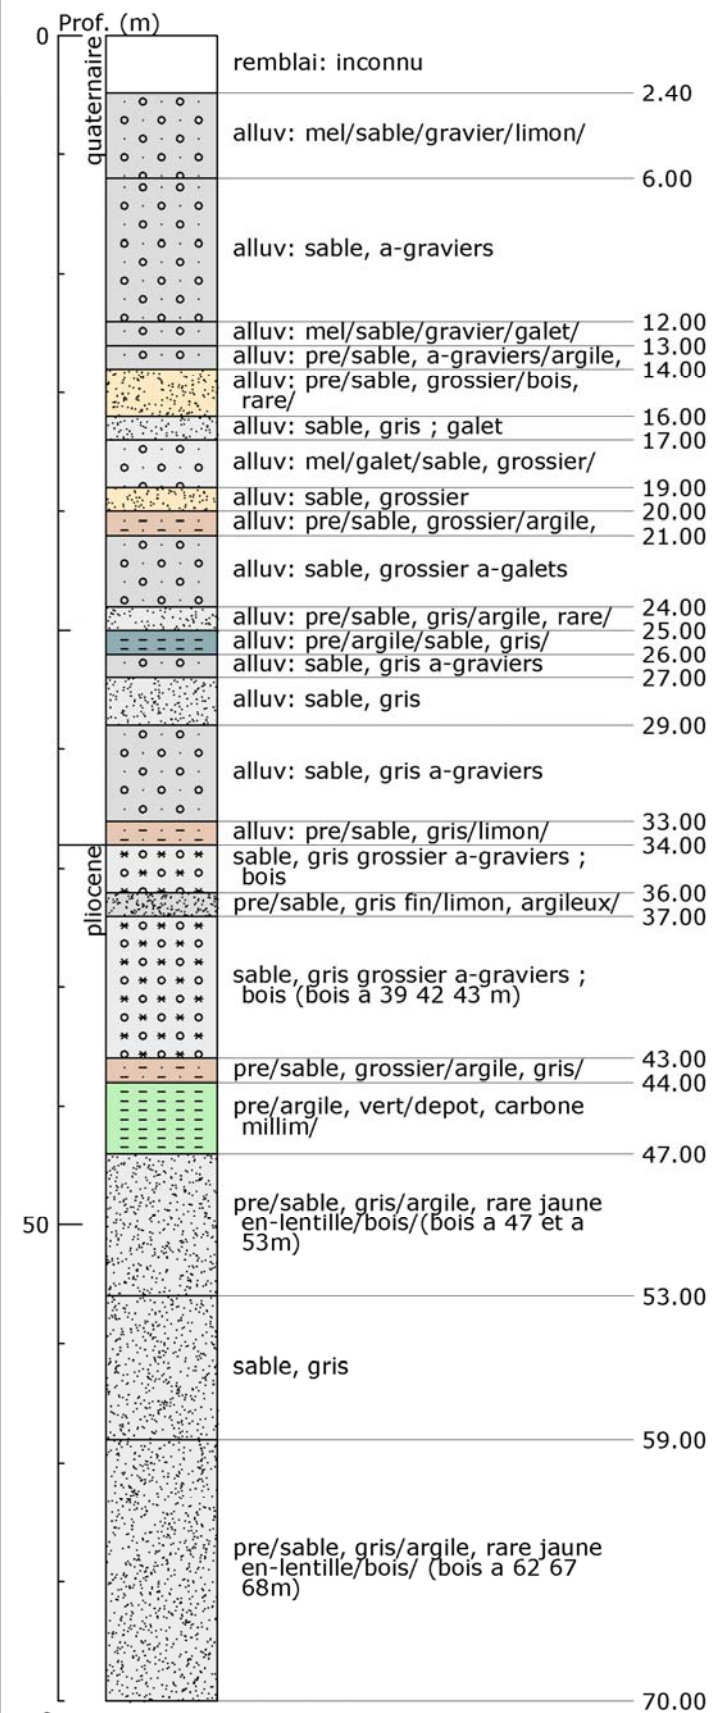 Prof. (m)
0
quaternaire
remblai: inconnu
2.40
alluv: mel/sable/gravier/limon/
6.00
alluv: sable, a-graviers
12.00
alluv: mel/sable/gravier/galet/
13.00
alluv: pre/sable, a-graviers/argile,
14.00
alluv: pre/sable, grossier/bois,
rare/
16.00
alluv: sable, gris ; galet
17.00
alluv: mel/galet/sable, grossier/
19.00
alluv: sable, grossier
20.00
alluv: pre/sable, grossier/argile,
21.00
alluv: sable, grossier a-galets
24.00
alluv: pre/sable, gris/argile, rare/
25.00
alluv: pre/argile/sable, gris/
26.00
alluv: sable, gris a-graviers
27.00
alluv: sable, gris
29.00
alluv: sable, gris a-graviers
33.00
alluv: pre/sable, gris/limon/
34.00
pliocene
sable, gris grossier a-graviers ;
bois
36.00
pre/sable, gris fin/limon, argileux/
37.00
sable, gris grossier a-graviers ;
bois (bois a 39 42 43 m)
43.00
pre/sable, grossier/argile, gris/
44.00
pre/argile, vert/depot, carbone
millim/
47.00
pre/sable, gris/argile, rare jaune
en-lentille/bois/(bois a 47 et a
53m)
50
53.00
sable, gris
59.00
pre/sable, gris/argile, rare jaune
en-lentille/bois/ (bois a 62 67
68m)
70.00